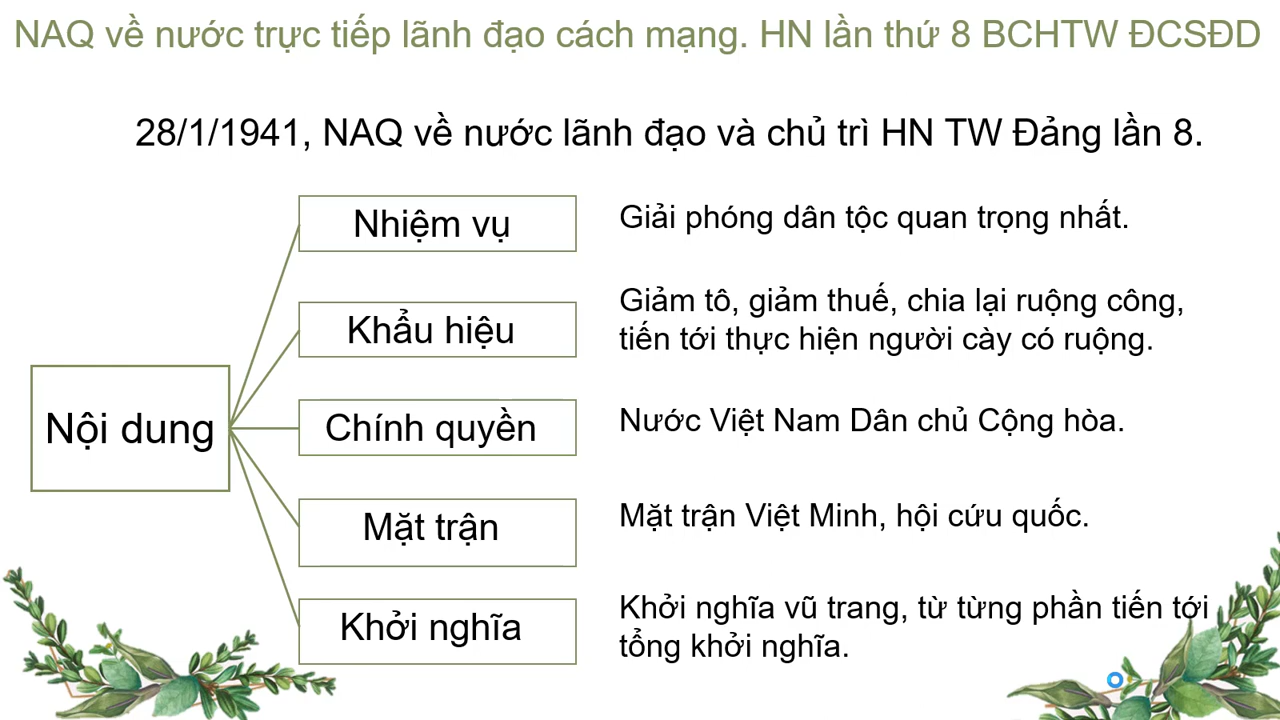 NAQ về nước trực tiếp lãnh đạo cách mạng. HN lần thứ 8 BCHTW ĐCSĐD
28/1/1941, NAQ về nước lãnh đạo và chủ trì HN TW Đảng lần 8.
Nội dung
Nhiệm vụ
Giải phóng dân tộc quan trọng nhất.
Khẩu hiệu
Giảm tô, giảm thuế, chia lại ruộng công,
tiến tới thực hiện người cày có ruộng.
Chính quyền
Nước Việt Nam Dân chủ Cộng hòa.
Mặt trận
Mặt trận Việt Minh, hội cứu quốc.
Khởi nghĩa
Khởi nghĩa vũ trang, từ từng phần tiến tới
tổng khởi nghĩa.